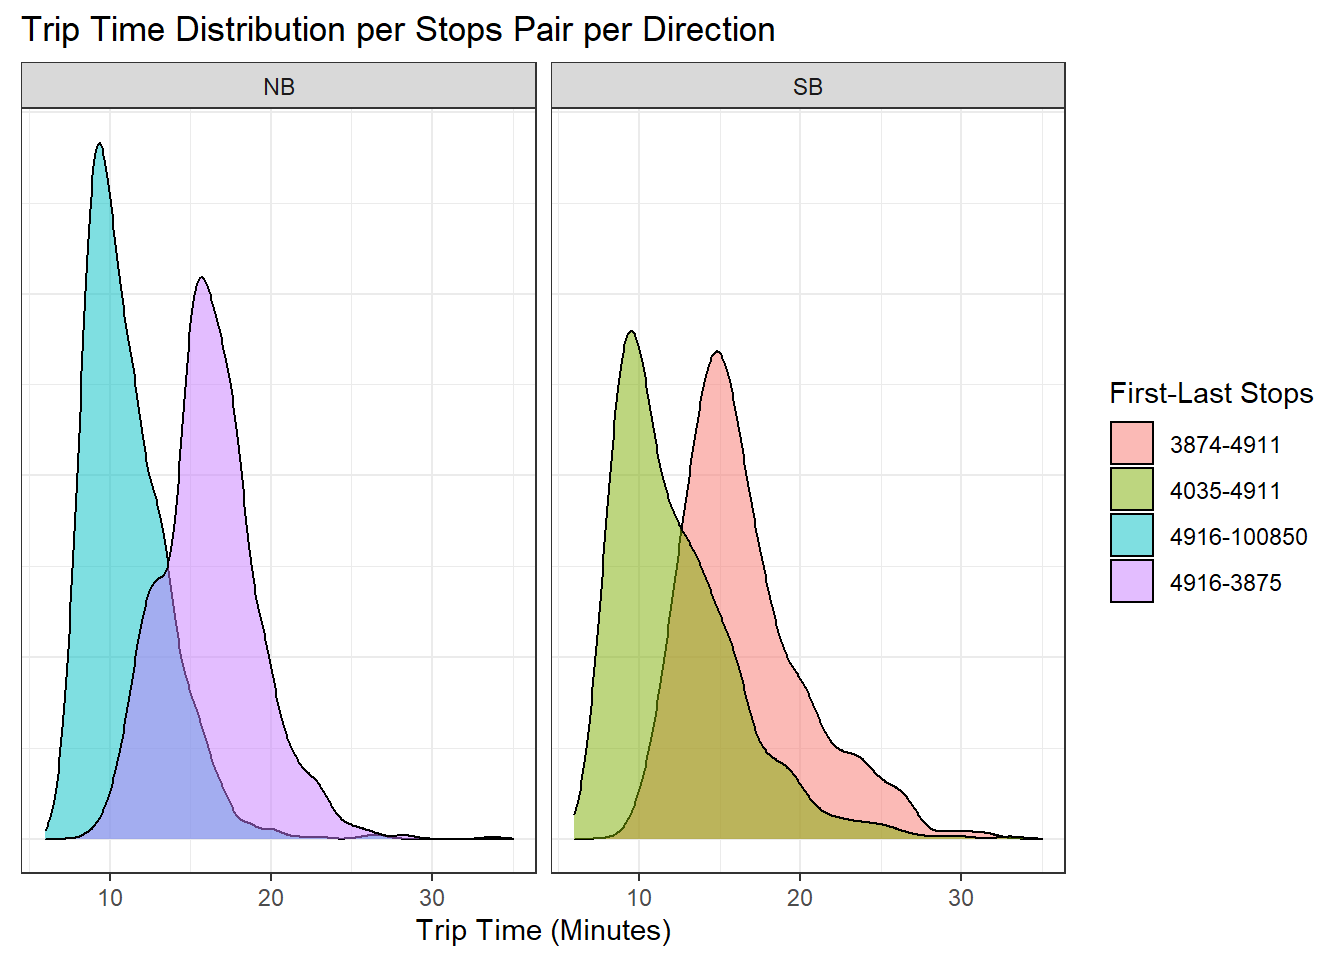 Trip Time Distribution per Stops Pair per Direction
NB
SB
10
20
30
10
20
30
Trip Time (Minutes)
First-Last Stops
3874-4911
4035-4911
4916-100850
4916-3875